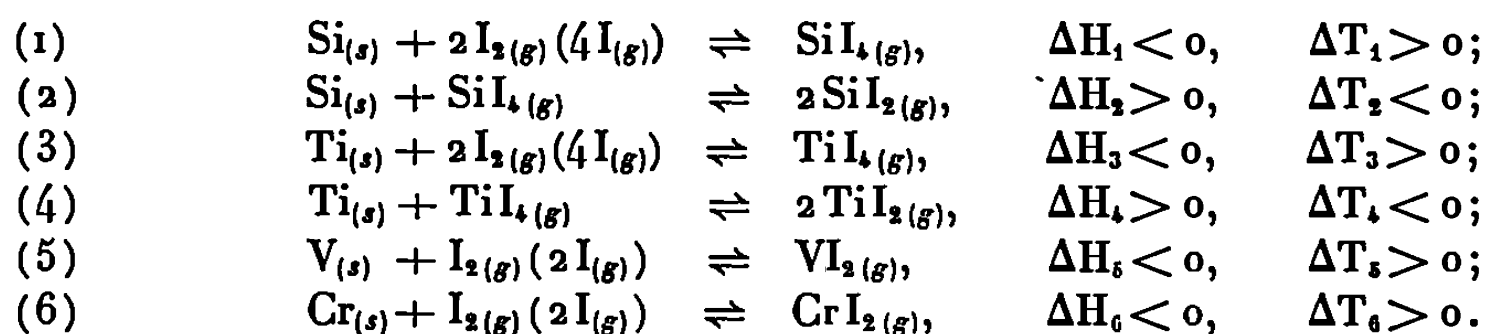 (1) Si(s) + 2 I₂(g) (4 I(g)) ⇌ SiI₄(g), ΔH₁ < 0, ΔT₁ > 0;
(2) Si(s) + SiI₄(g) ⇌ 2 SiI₂(g), ΔH₂ > 0, ΔT₂ < 0;
(3) Ti(s) + 2 I₂(g) (4 I(g)) ⇌ TiI₄(g), ΔH₃ < 0, ΔT₃ > 0;
(4) Ti(s) + TiI₄(g) ⇌ 2 TiI₂(g), ΔH₄ > 0, ΔT₄ < 0;
(5) V(s) + I₂(g) (2 I(g)) ⇌ VI₂(g), ΔH₅ < 0, ΔT₅ > 0;
(6) Cr(s) + I₂(g) (2 I(g)) ⇌ CrI₂(g), ΔH₆ < 0, ΔT₆ > 0.